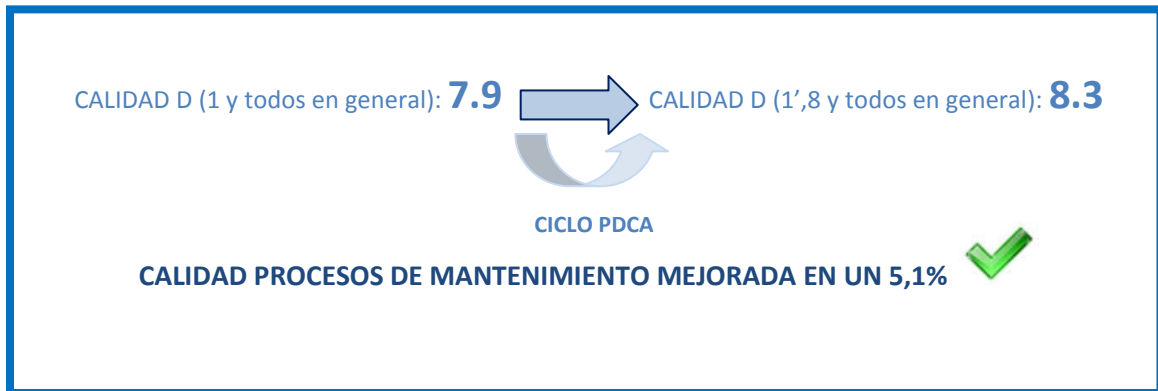 CALIDAD D (1 y todos en general): 7.9 CALIDAD D (1’,8 y todos en general): 8.3
CICLO PDCA
CALIDAD PROCESOS DE MANTENIMIENTO MEJORADA EN UN 5,1%